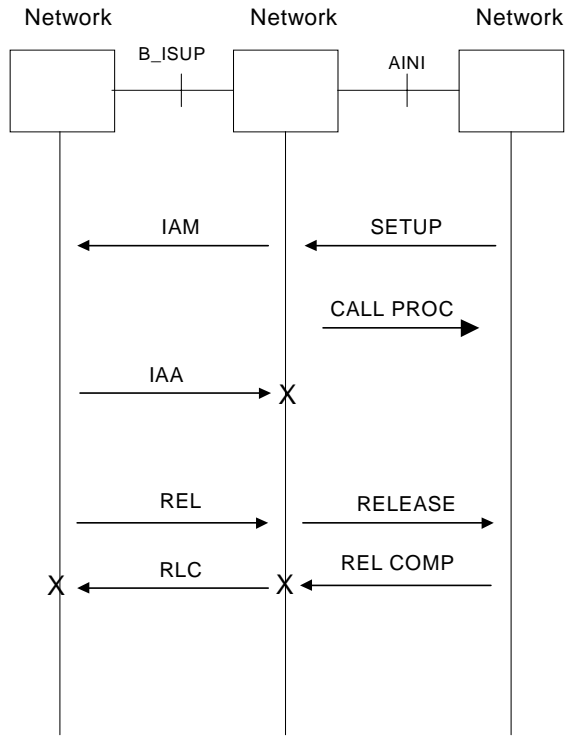 Network Network Network
B_ISUP
AINI
IAM SETUP
CALL PROC
IAA
X
REL RELEASE
RLC REL COMP
X X